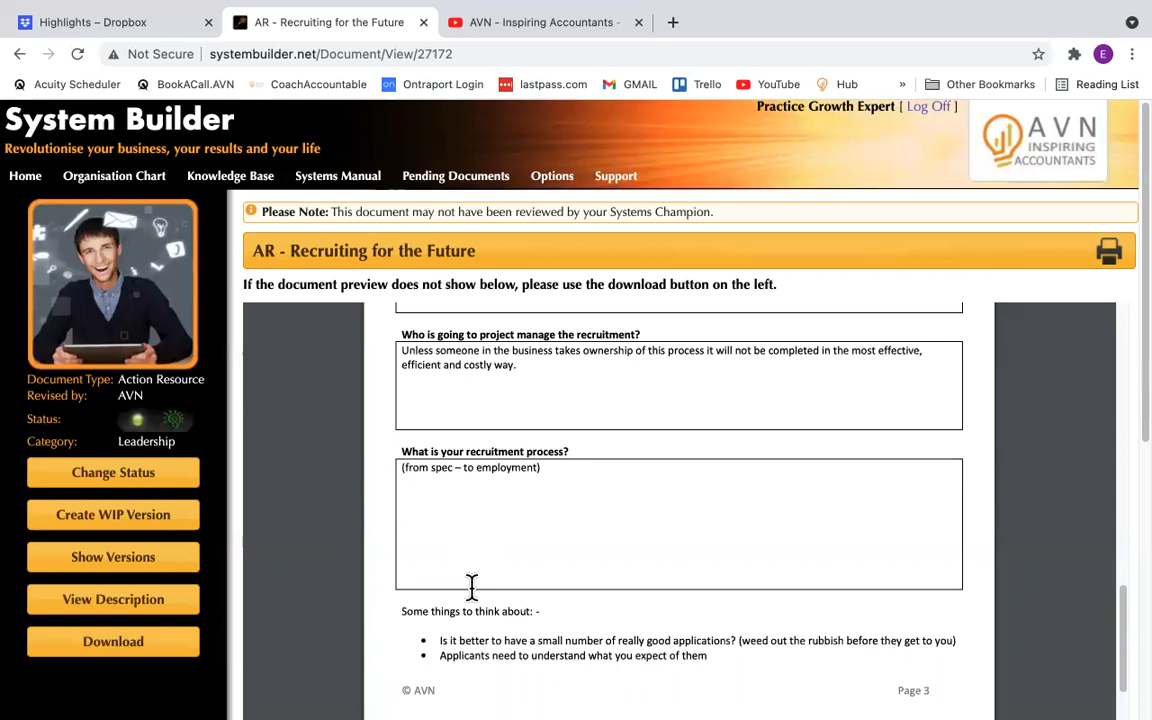 Highlights – Dropbox
AR - Recruiting for the Future
AVN - Inspiring Accountants -
Not Secure systembuilder.net/Document/View/27172
E
Acuity Scheduler BookACall.AVN CoachAccountable Ontraport Login lastpass.com GMAIL Trello YouTube Hub » Other Bookmarks Reading List
System Builder
Revolutionise your business, your results and your life
Practice Growth Expert [ Log Off ]
AVN
INSPIRING
ACCOUNTANTS
Home Organisation Chart Knowledge Base Systems Manual Pending Documents Options Support
Document Type: Action Resource
Revised by: AVN
Status:
Category: Leadership
Change Status
Create WIP Version
Show Versions
View Description
Download
Please Note: This document may not have been reviewed by your Systems Champion.
AR - Recruiting for the Future
If the document preview does not show below, please use the download button on the left.
Who is going to project manage the recruitment?
Unless someone in the business takes ownership of this process it will not be completed in the most effective,
efficient and costly way.
What is your recruitment process?
(from spec – to employment)
Some things to think about: -
• Is it better to have a small number of really good applications? (weed out the rubbish before they get to you)
• Applicants need to understand what you expect of them
© AVN Page 3